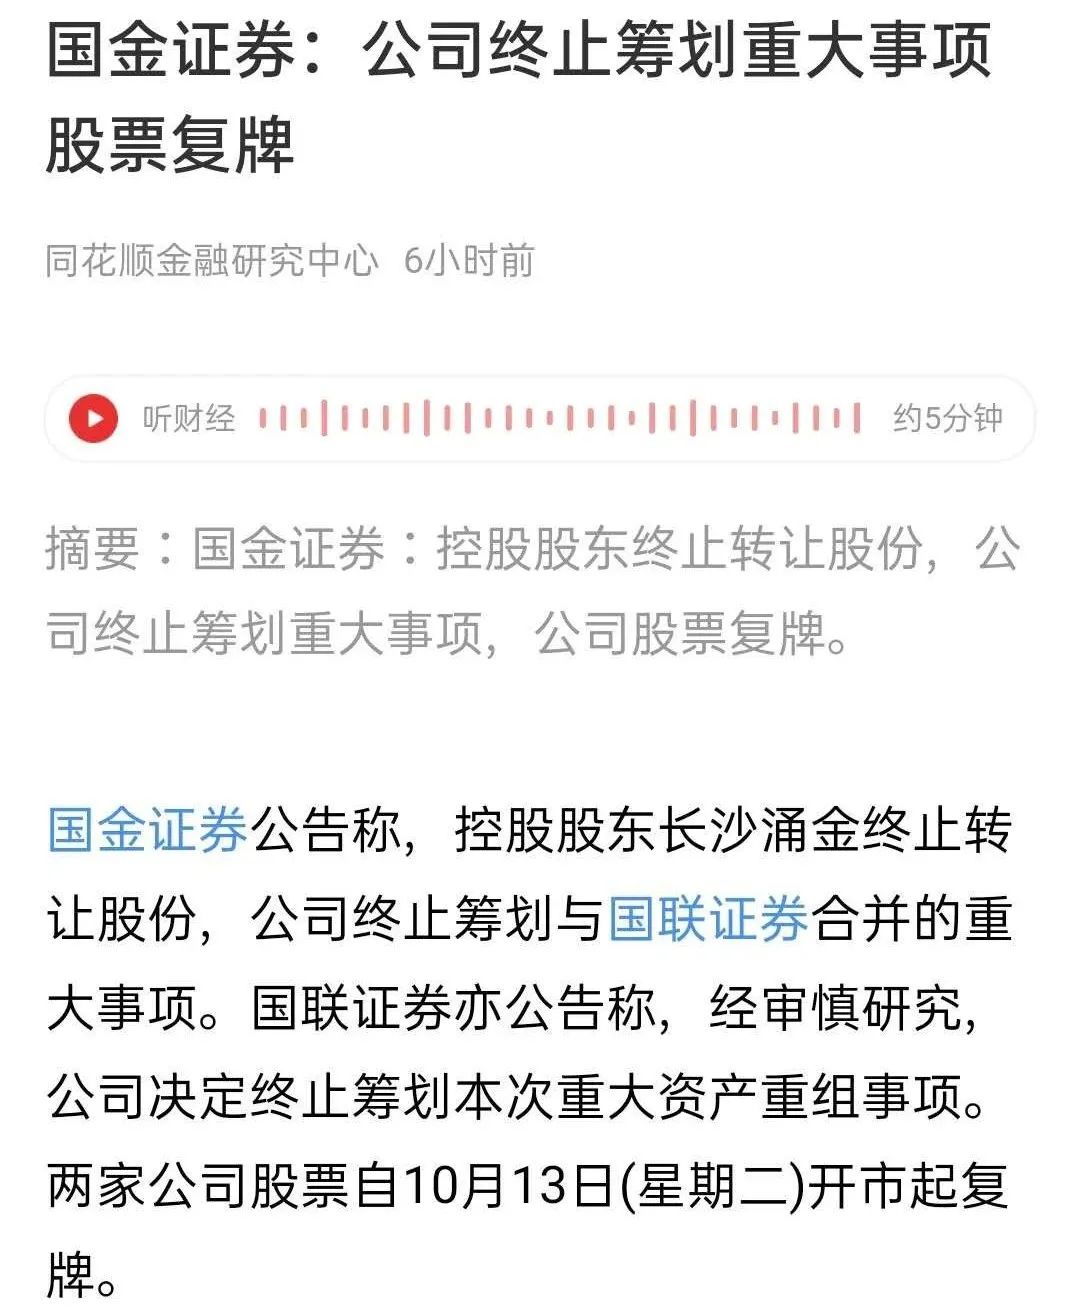 国金证券：公司终止筹划重大事项
股票复牌
同花顺金融研究中心 6小时前
听财经 约5分钟
摘要：国金证券：控股股东终止转让股份，公
司终止筹划重大事项，公司股票复牌。
国金证券公告称，控股股东长沙涌金终止转
让股份，公司终止筹划与国联证券合并的重
大事项。国联证券亦公告称，经审慎研究，
公司决定终止筹划本次重大资产重组事项。
两家公司股票自10月13日(星期二)开市起复
牌。